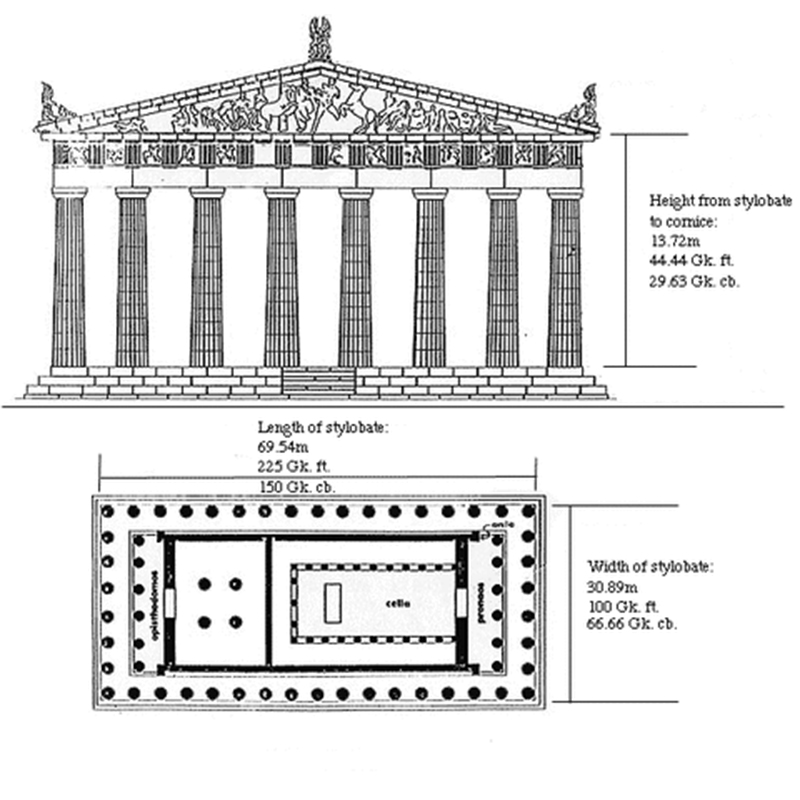 Height from stylobate
to cornice:
13.72m
44.44 Gk. ft.
29.63 Gk. cb.
Length of stylobate:
69.54m
225 Gk. ft.
150 Gk. cb.
anta
Width of stylobate:
30.89m
100 Gk. ft.
66.66 Gk. cb.
opisthodomos
cella
pronaos